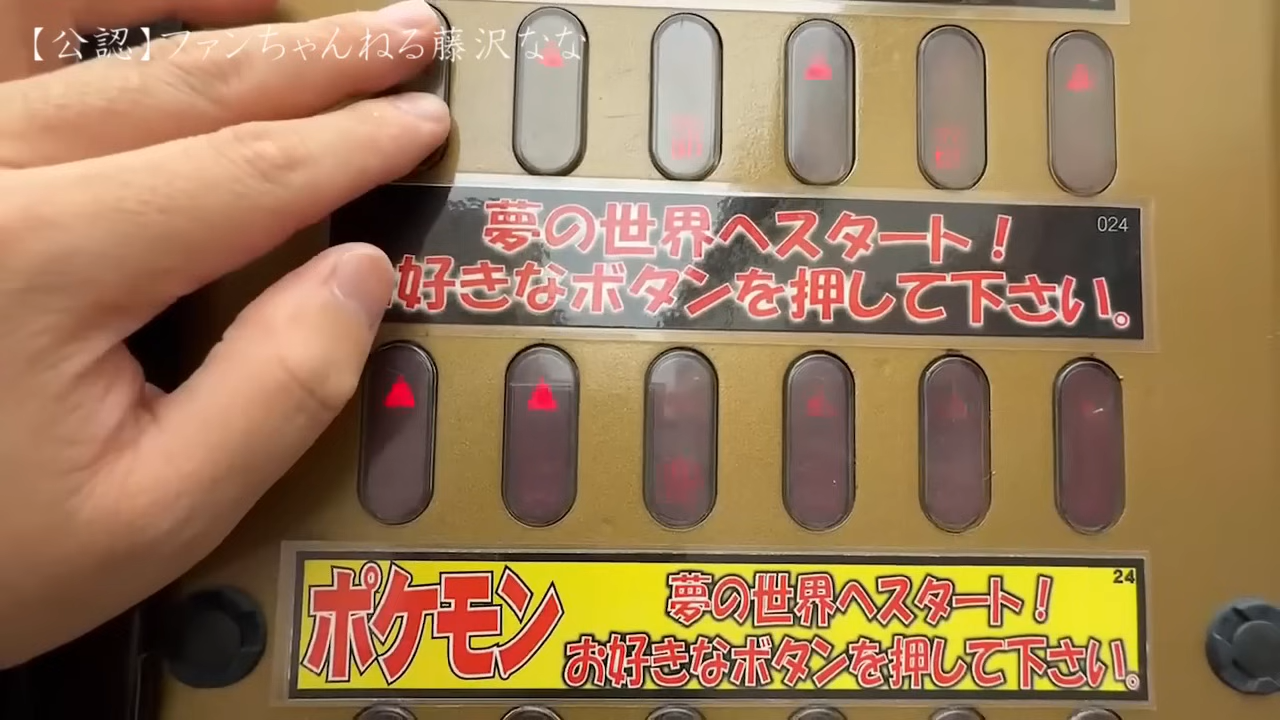 【公認】ファンちゃんねる藤沢なな
024
夢の世界へスタート！
好きなボタンを押して下さい。
24
ポケモン
夢の世界へスタート！
お好きなボタンを押して下さい。